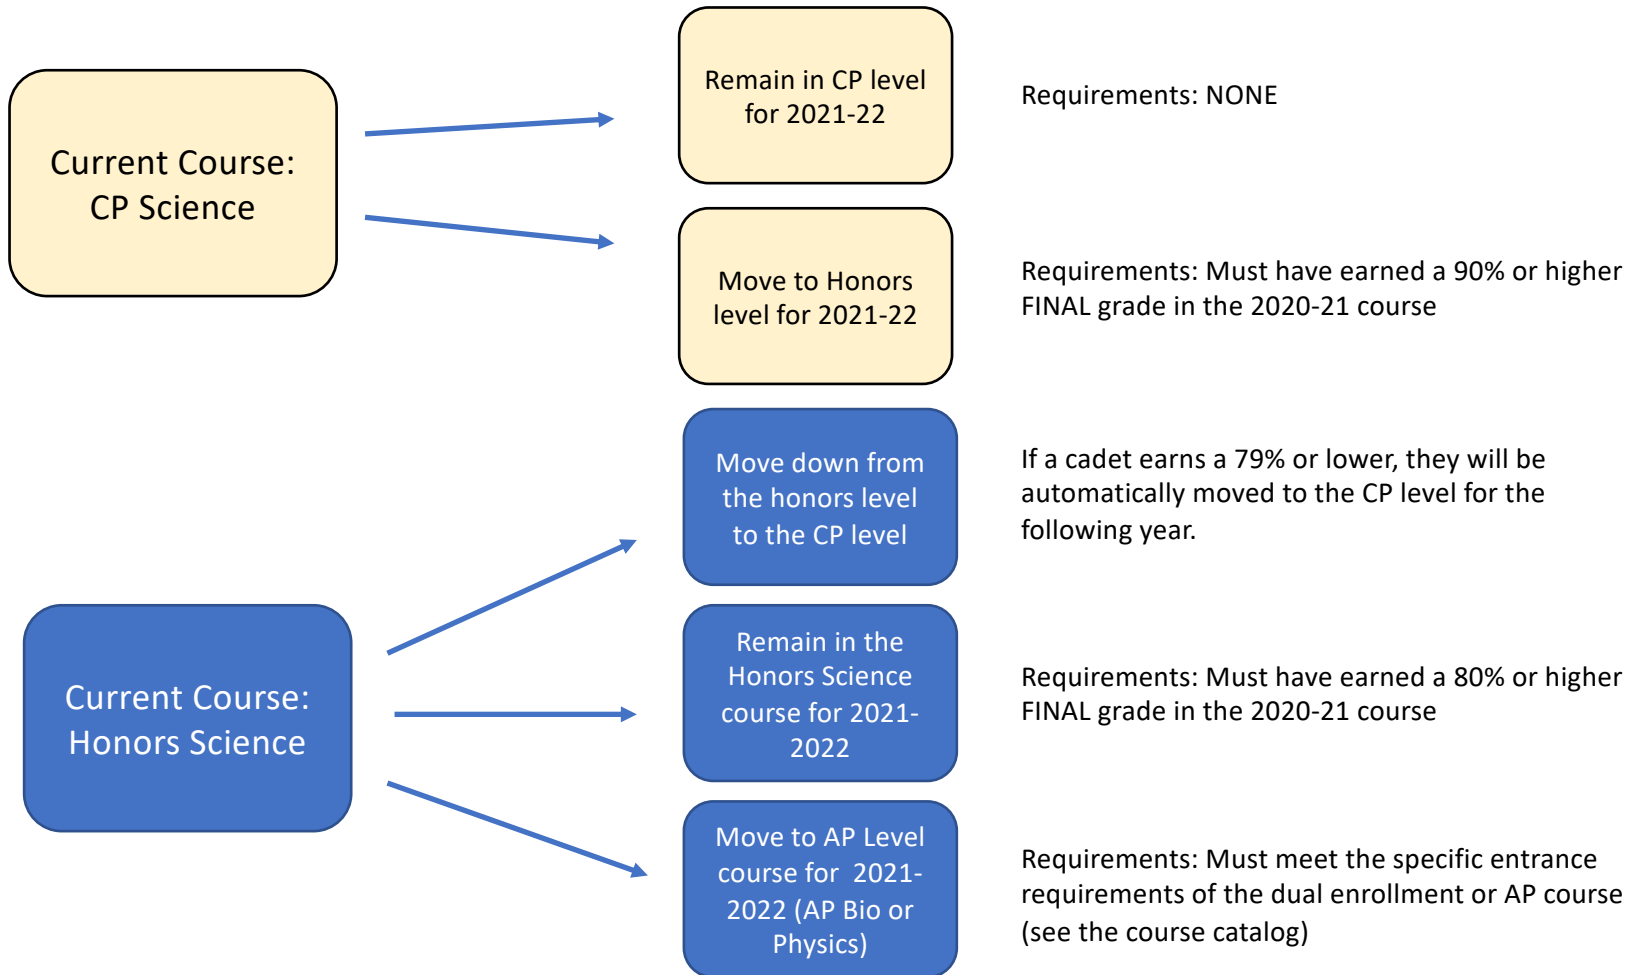 Current Course:
CP Science
Remain in CP level
for 2021-22
Requirements: NONE
Move to Honors
level for 2021-22
Requirements: Must have earned a 90% or higher
FINAL grade in the 2020-21 course
Current Course:
Honors Science
Move down from
the honors level
to the CP level
If a cadet earns a 79% or lower, they will be
automatically moved to the CP level for the
following year.
Remain in the
Honors Science
course for 2021-
2022
Requirements: Must have earned a 80% or higher
FINAL grade in the 2020-21 course
Move to AP Level
course for  2021-
2022 (AP Bio or
Physics)
Requirements: Must meet the specific entrance
requirements of the dual enrollment or AP course
(see the course catalog)